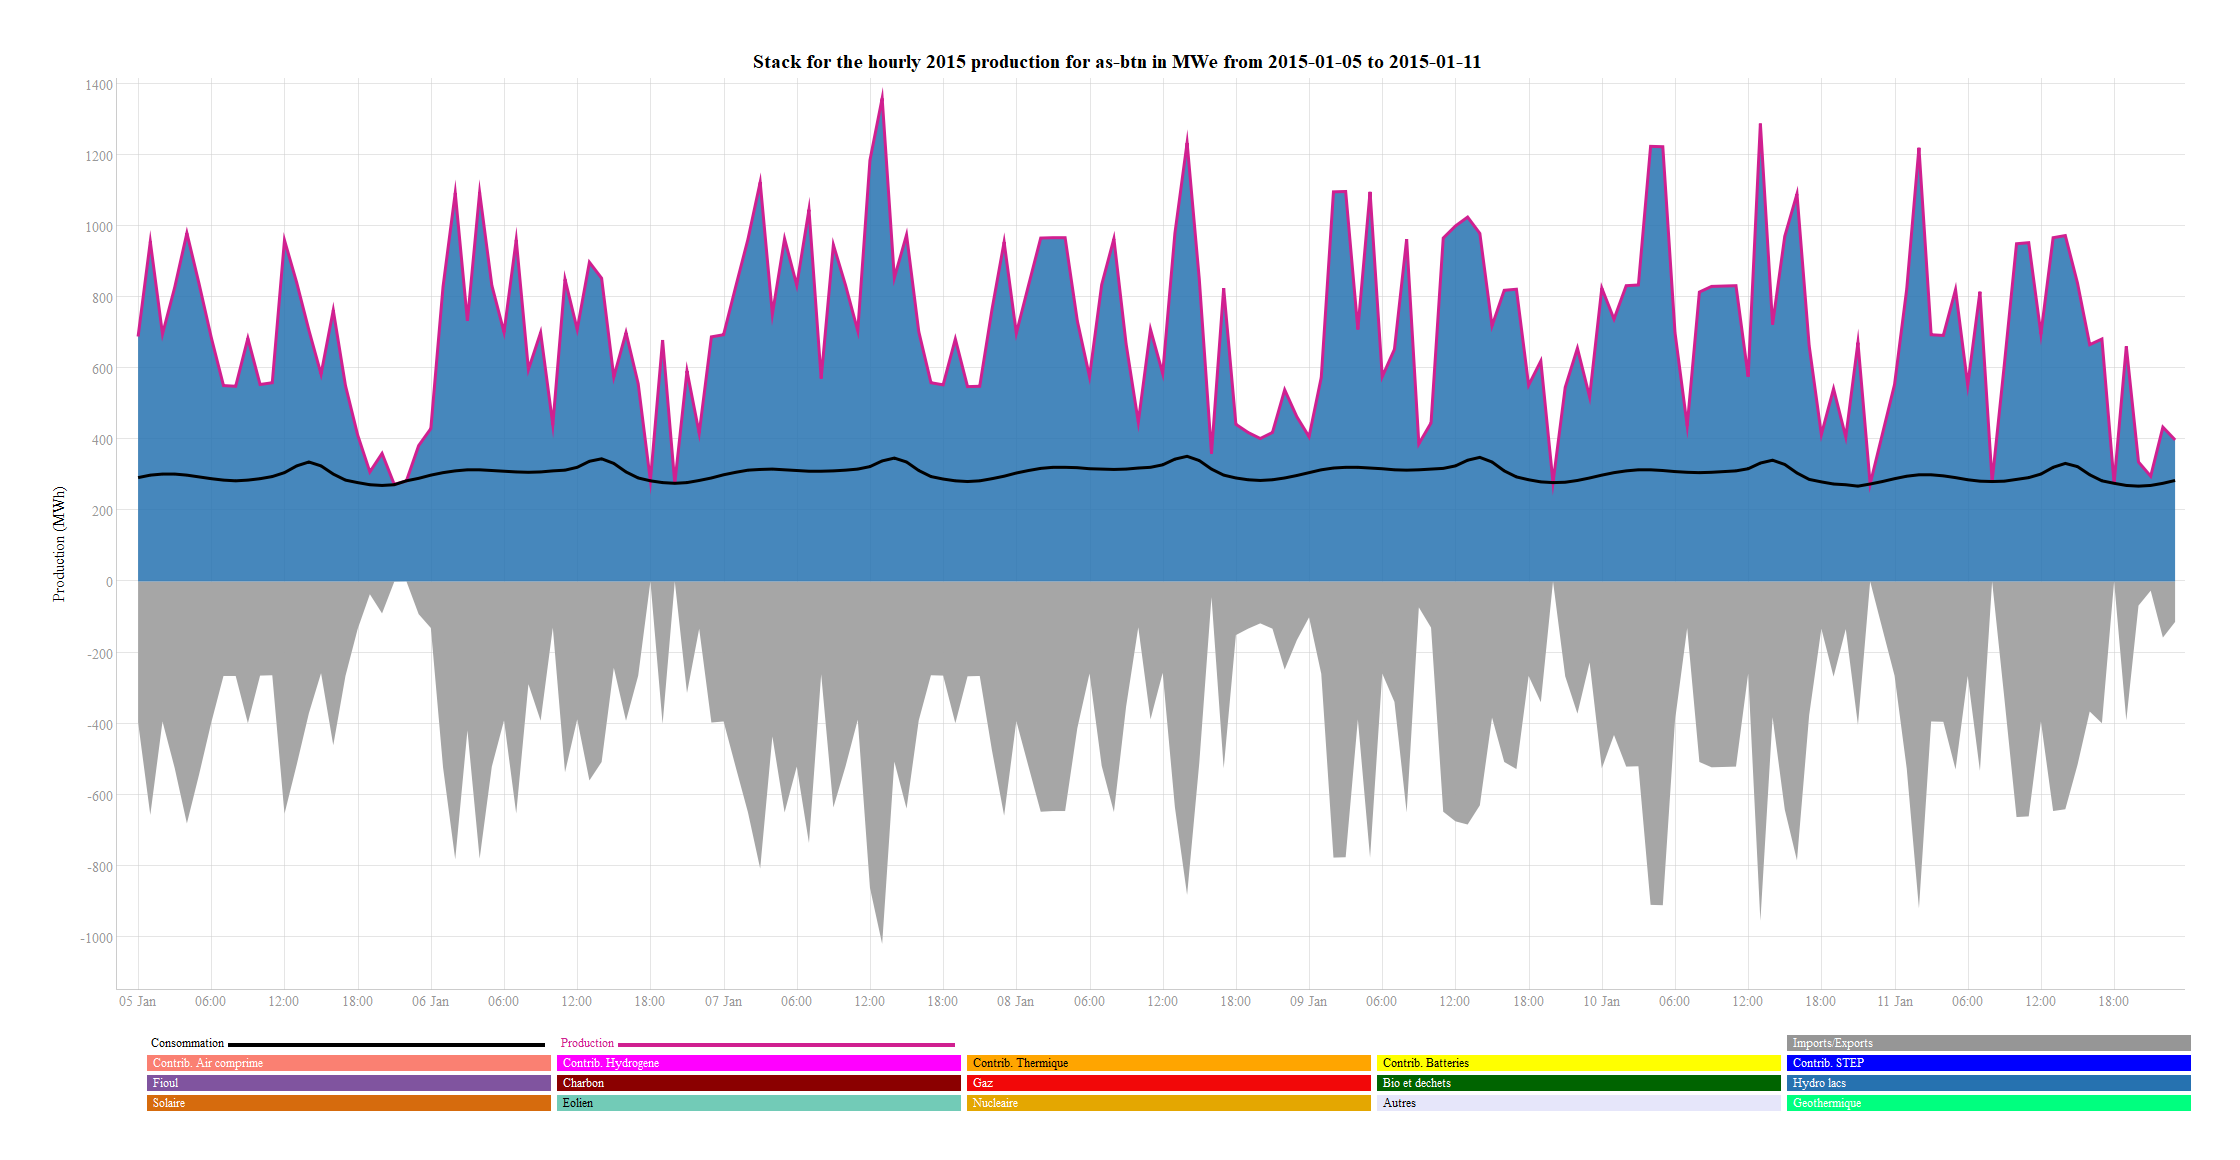 Stack for the hourly 2015 production for as-btn in MWe from 2015-01-05 to 2015-01-11
1400
1200
1000
800
600
400
200
0
-200
-400
-600
-800
-1000
Production (MWh)
05 Jan 06:00 12:00 18:00 06 Jan 06:00 12:00 18:00 07 Jan 06:00 12:00 18:00 08 Jan 06:00 12:00 18:00 09 Jan 06:00 12:00 18:00 10 Jan 06:00 12:00 18:00 11 Jan 06:00 12:00 18:00
Consommation Production Imports/Exports
Contrib. Air comprime Contrib. Hydrogene Contrib. Thermique Contrib. Batteries Contrib. STEP
Fioul Charbon Gaz Bio et dechets Hydro lacs
Solaire Eolien Nucleaire Autres Geothermique